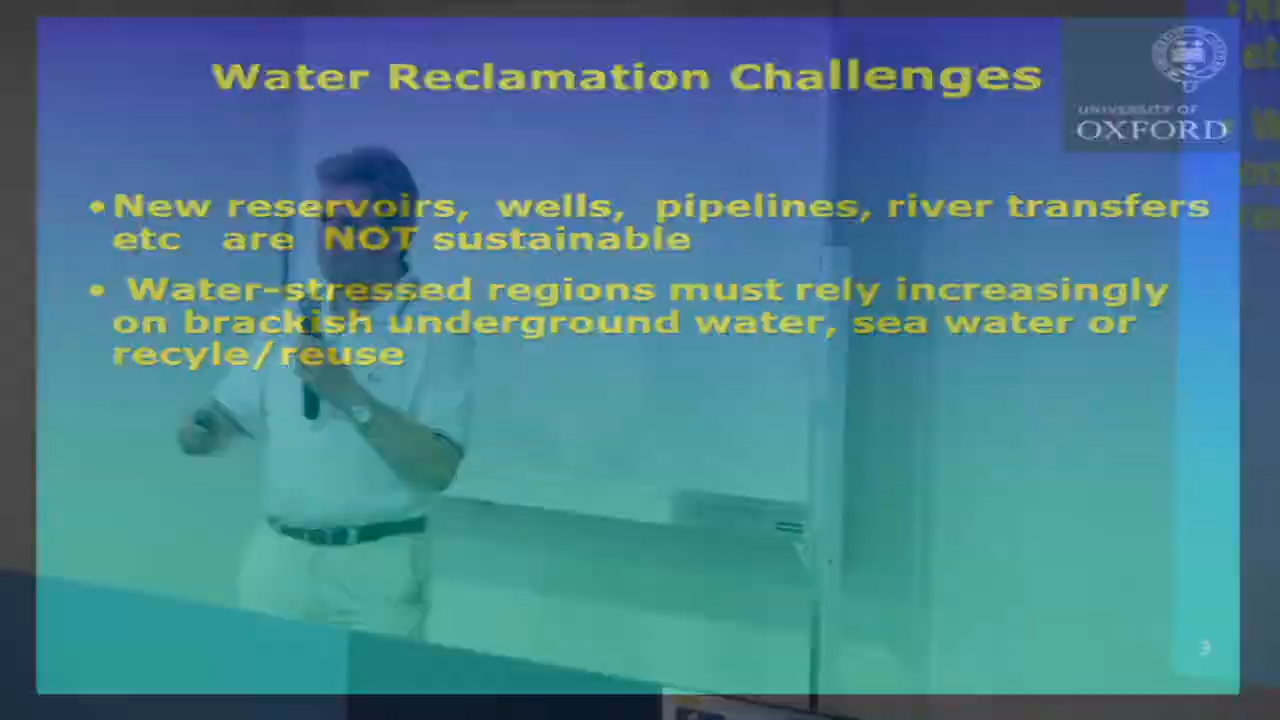 Water Reclamation Challenges
UNIVERSITY OF
OXFORD
•New reservoirs, wells, pipelines, river transfers
etc are NOT sustainable
• Water-stressed regions must rely increasingly
on brackish underground water, sea water or
recyle/reuse
3